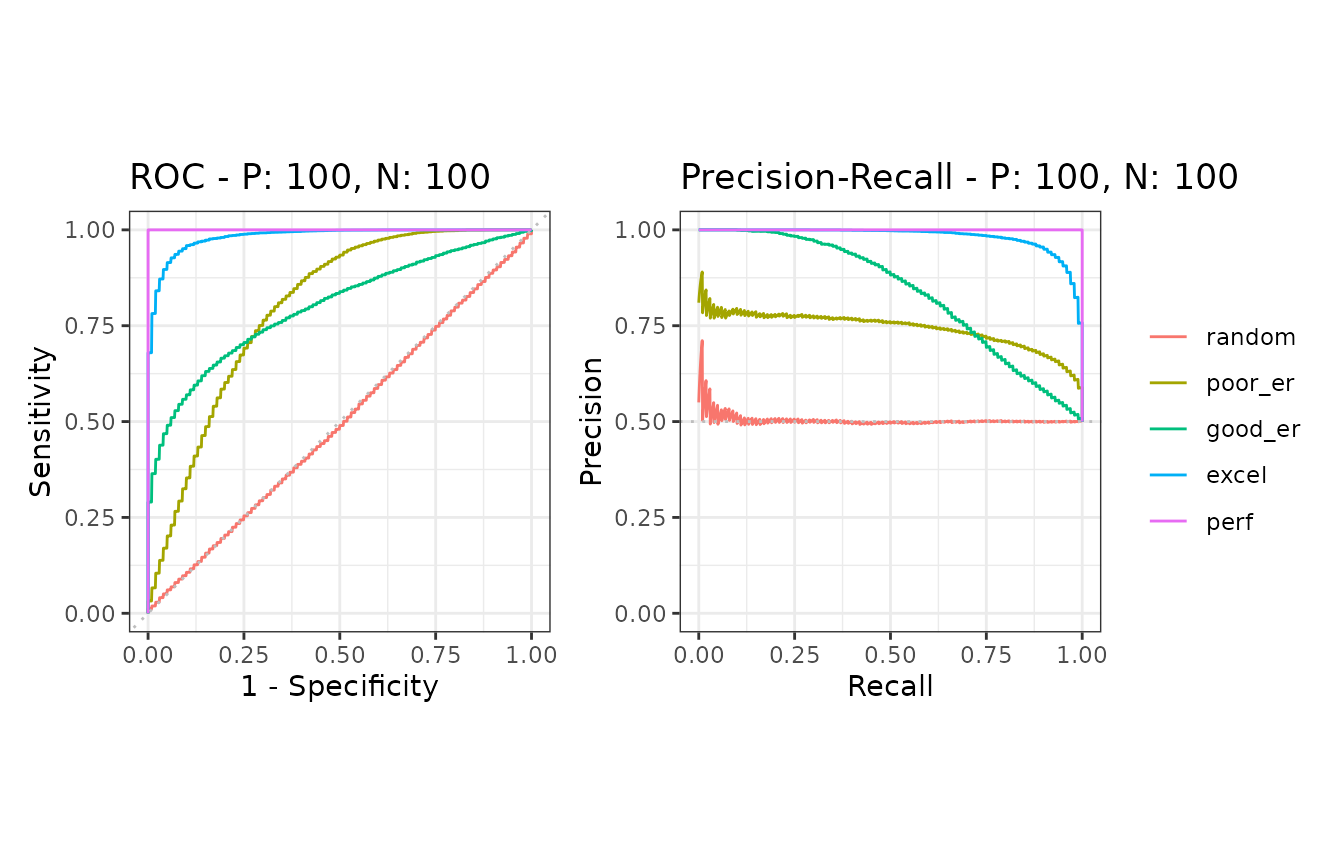 ROC - P: 100, N: 100
1.00
0.75
0.50
0.25
0.00
Sensitivity
0.00 0.25 0.50 0.75 1.00
1 - Specificity
Precision-Recall - P: 100, N: 100
1.00
0.75
0.50
0.25
0.00
Precision
0.00 0.25 0.50 0.75 1.00
Recall
random
poor_er
good_er
excel
perf